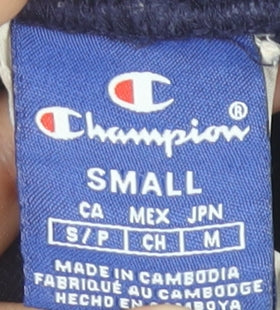 Champion®
SMALL
CA MEX JPN
S/P CH M
MADE IN CAMBODIA
FABRIQUÉ AU CAMBODGE
HECHO EN CAMBOYA